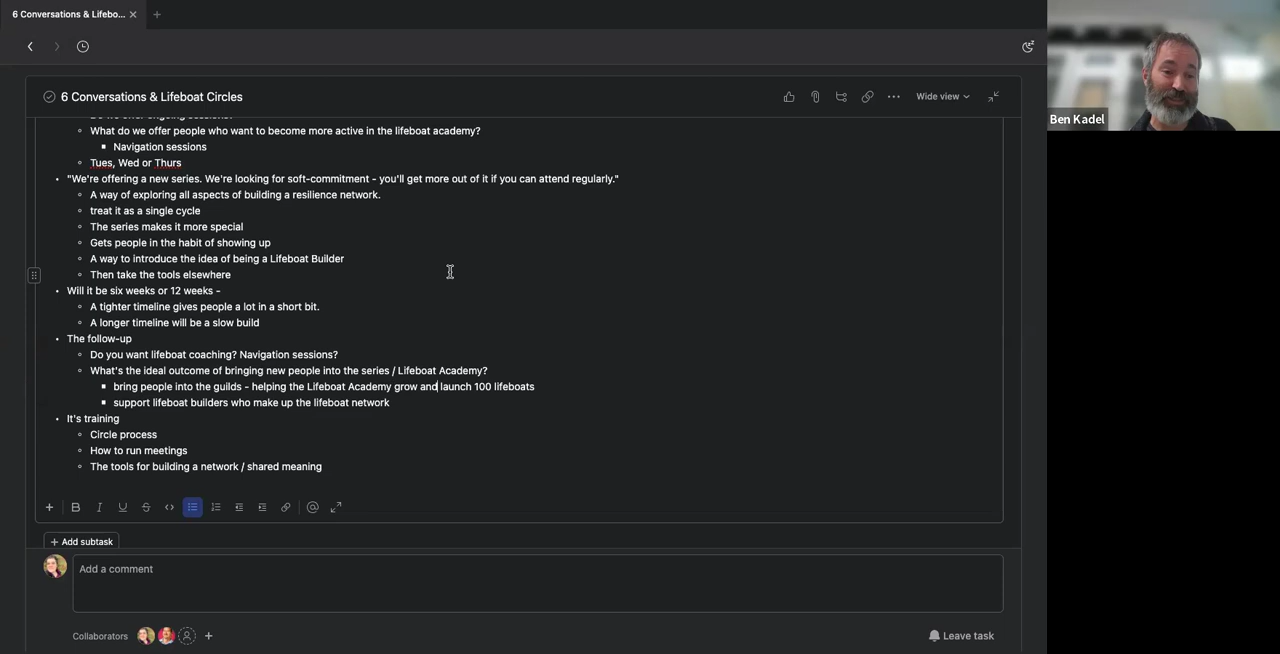 6 Conversations & Lifebo...
6 Conversations & Lifeboat Circles
Wide view
Do we offer ongoing sessions?
What do we offer people who want to become more active in the lifeboat academy?
Navigation sessions
Tues, Wed or Thurs
"We're offering a new series. We're looking for soft-commitment - you'll get more out of it if you can attend regularly."
A way of exploring all aspects of building a resilience network.
treat it as a single cycle
The series makes it more special
Gets people in the habit of showing up
A way to introduce the idea of being a Lifeboat Builder
Then take the tools elsewhere
Will it be six weeks or 12 weeks -
A tighter timeline gives people a lot in a short bit.
A longer timeline will be a slow build
The follow-up
Do you want lifeboat coaching? Navigation sessions?
What's the ideal outcome of bringing new people into the series / Lifeboat Academy?
bring people into the guilds - helping the Lifeboat Academy grow and launch 100 lifeboats
support lifeboat builders who make up the lifeboat network
It's training
Circle process
How to run meetings
The tools for building a network / shared meaning
Add subtask
Add a comment
Collaborators
Leave task
Ben Kadel